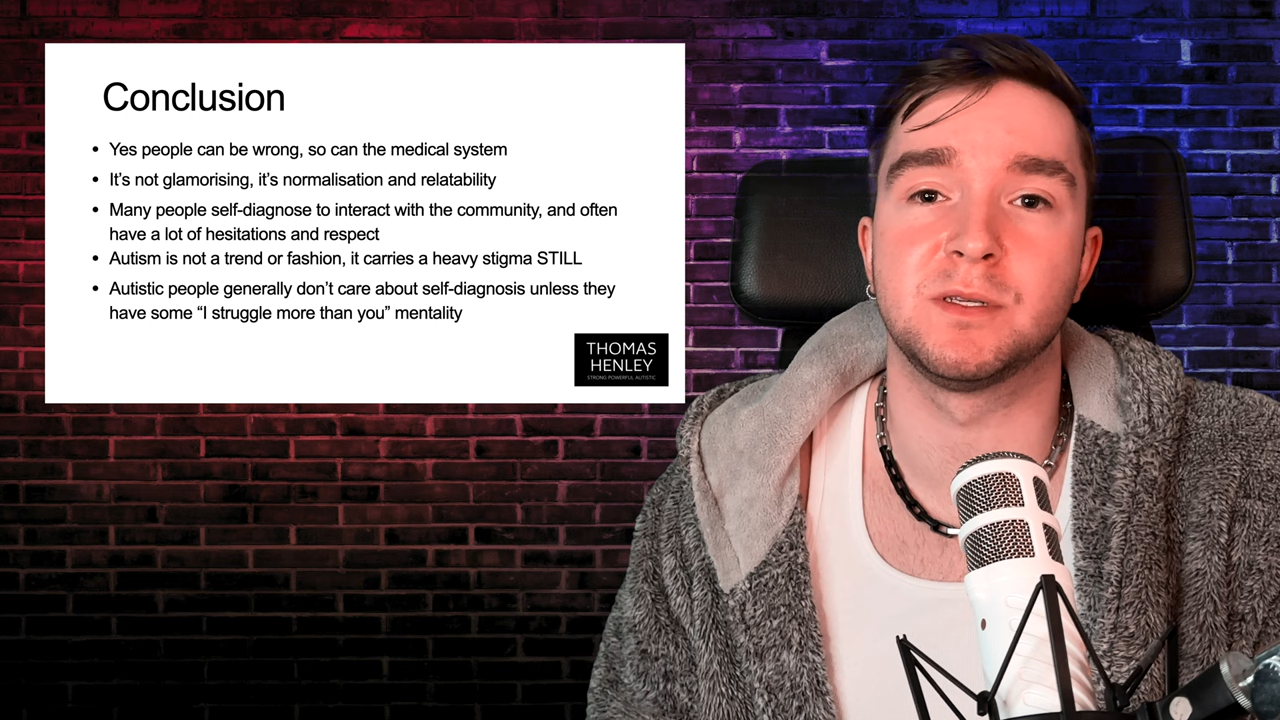 Conclusion
• Yes people can be wrong, so can the medical system
• It’s not glamorising, it’s normalisation and relatability
• Many people self-diagnose to interact with the community, and often
have a lot of hesitations and respect
• Autism is not a trend or fashion, it carries a heavy stigma STILL
• Autistic people generally don’t care about self-diagnosis unless they
have some “I struggle more than you” mentality
THOMAS
HENLEY
STRONG POWERFUL AUTISTIC